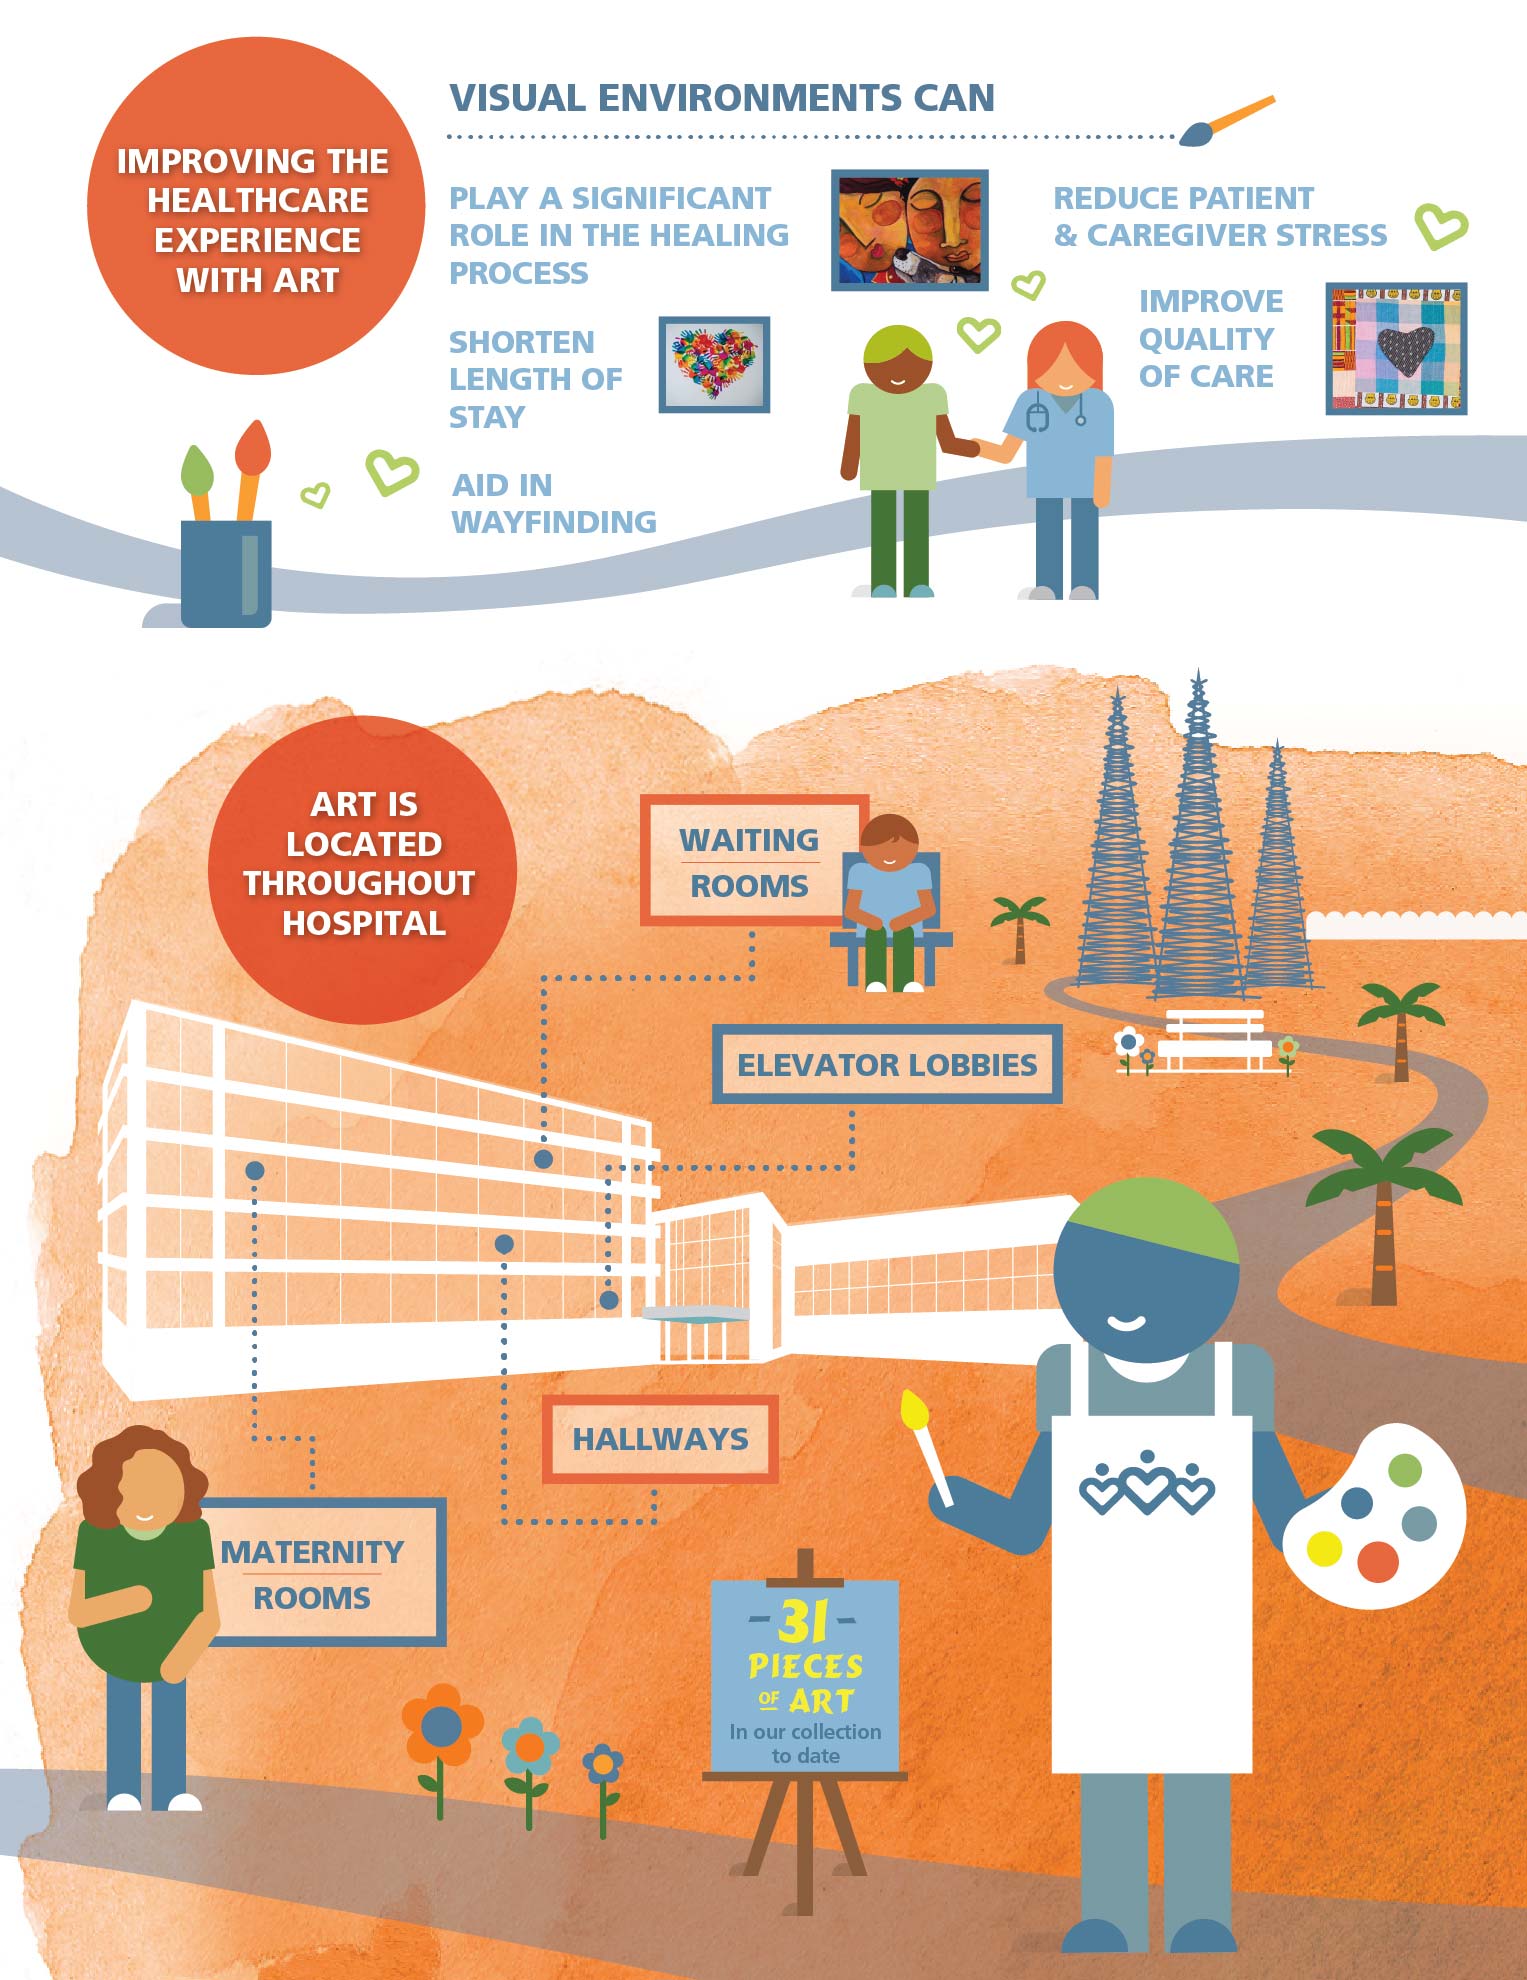 IMPROVING THE
HEALTHCARE
EXPERIENCE
WITH ART
VISUAL ENVIRONMENTS CAN
PLAY A SIGNIFICANT
ROLE IN THE HEALING
PROCESS
SHORTEN
LENGTH OF
STAY
AID IN
WAYFINDING
REDUCE PATIENT
& CAREGIVER STRESS
IMPROVE
QUALITY
OF CARE
ART IS
LOCATED
THROUGHOUT
HOSPITAL
WAITING
ROOMS
ELEVATOR LOBBIES
HALLWAYS
MATERNITY
ROOMS
- 31 -
PIECES
OF ART
In our collection
to date